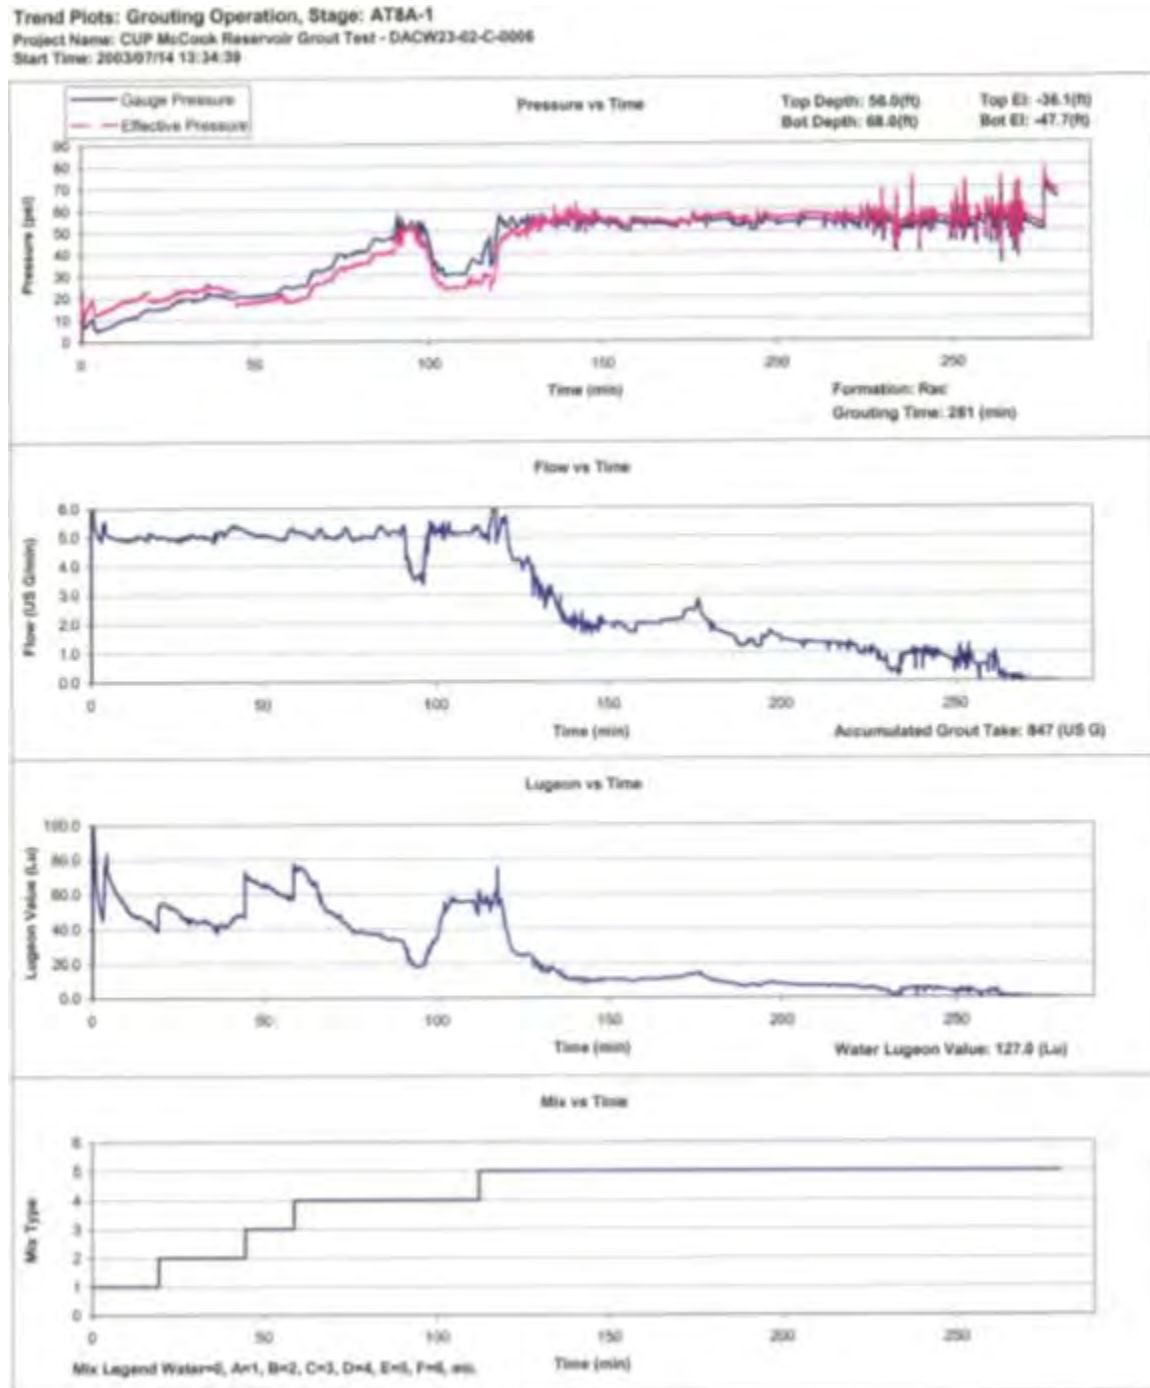 Trend Plots: Grouting Operation, Stage: AT8A-1
Project Name: CUP McCook Reservoir Grout Test - DACW23-02-C-0006
Start Time: 2003/07/14 13:34:39
Gauge Pressure
Effective Pressure
Pressure vs Time
Top Depth: 56.0(ft)
Top El: -36.1(ft)
Bot Depth: 68.0(ft)
Bot El: -47.7(ft)
Pressure (psi)
90
80
70
60
50
40
30
20
10
0
0 50 100 150 200 250
Time (min)
Formation: Rac
Grouting Time: 281 (min)
Flow vs Time
Flow (US G/min)
6.0
5.0
4.0
3.0
2.0
1.0
0.0
0 50 100 150 200 250
Time (min)
Accumulated Grout Take: 847 (US G)
Lugeon vs Time
Lugeon Value (Lu)
100.0
80.0
60.0
40.0
20.0
0.0
0 50 100 150 200 250
Time (min)
Water Lugeon Value: 127.0 (Lu)
Mix vs Time
Mix Type
6
5
4
3
2
1
0
0 50 100 150 200 250
Mix Legend Water=0, A=1, B=2, C=3, D=4, E=5, F=6, etc.
Time (min)